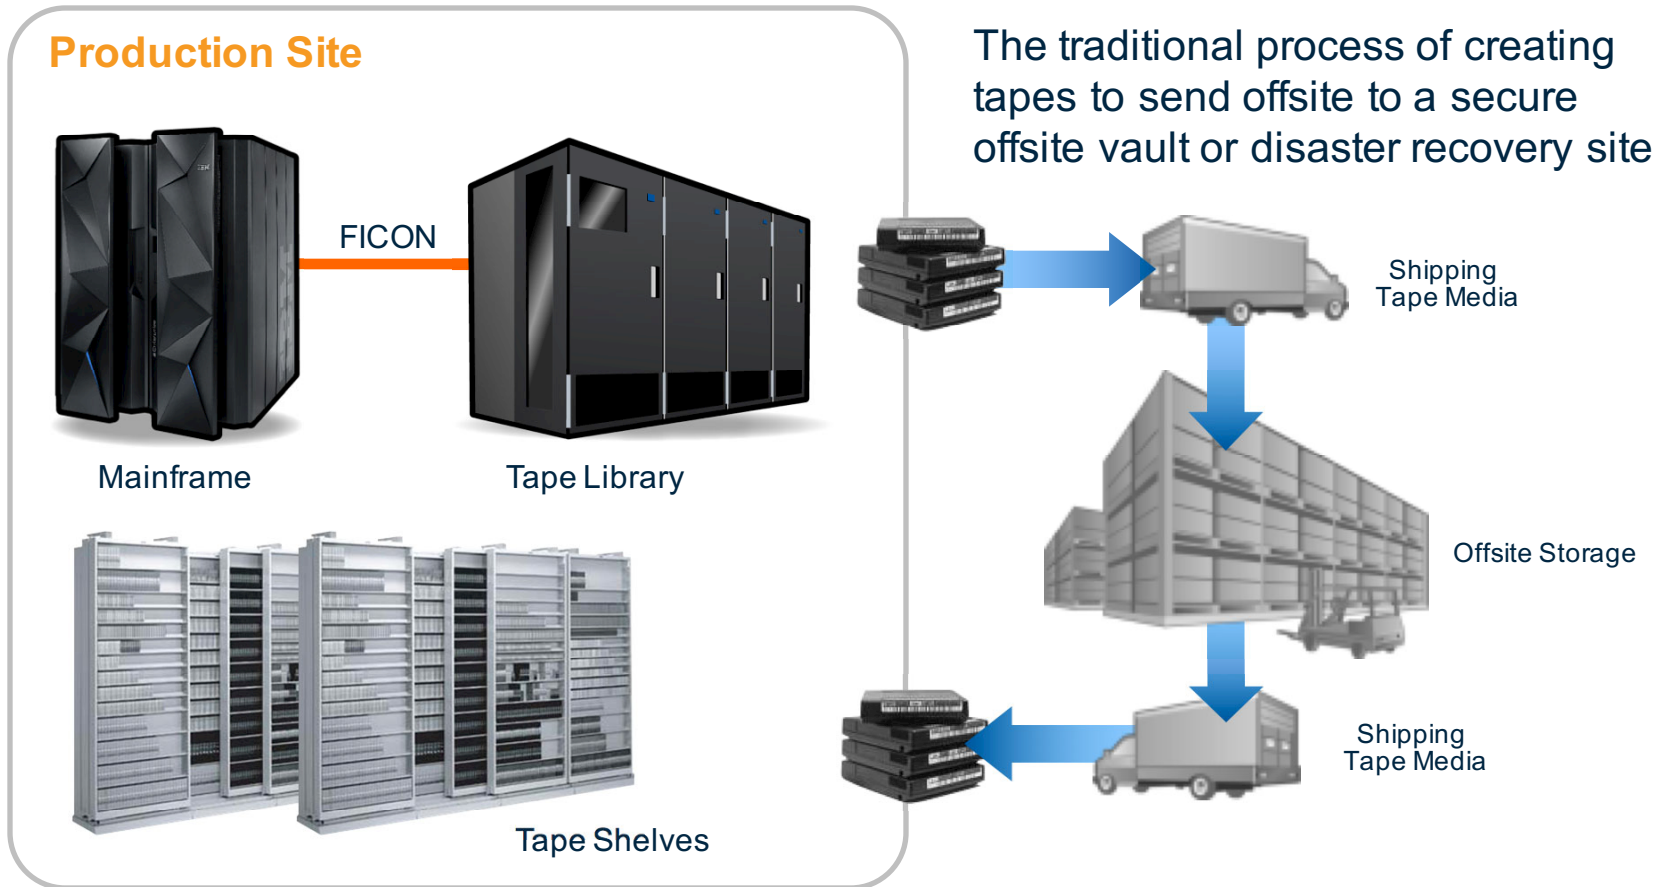 Production Site
The traditional process of creating
tapes to send offsite to a secure
offsite vault or disaster recovery site
IBM
FICON
Mainframe
Tape Library
Shipping
Tape Media
Offsite Storage
Shipping
Tape Media
Tape Shelves